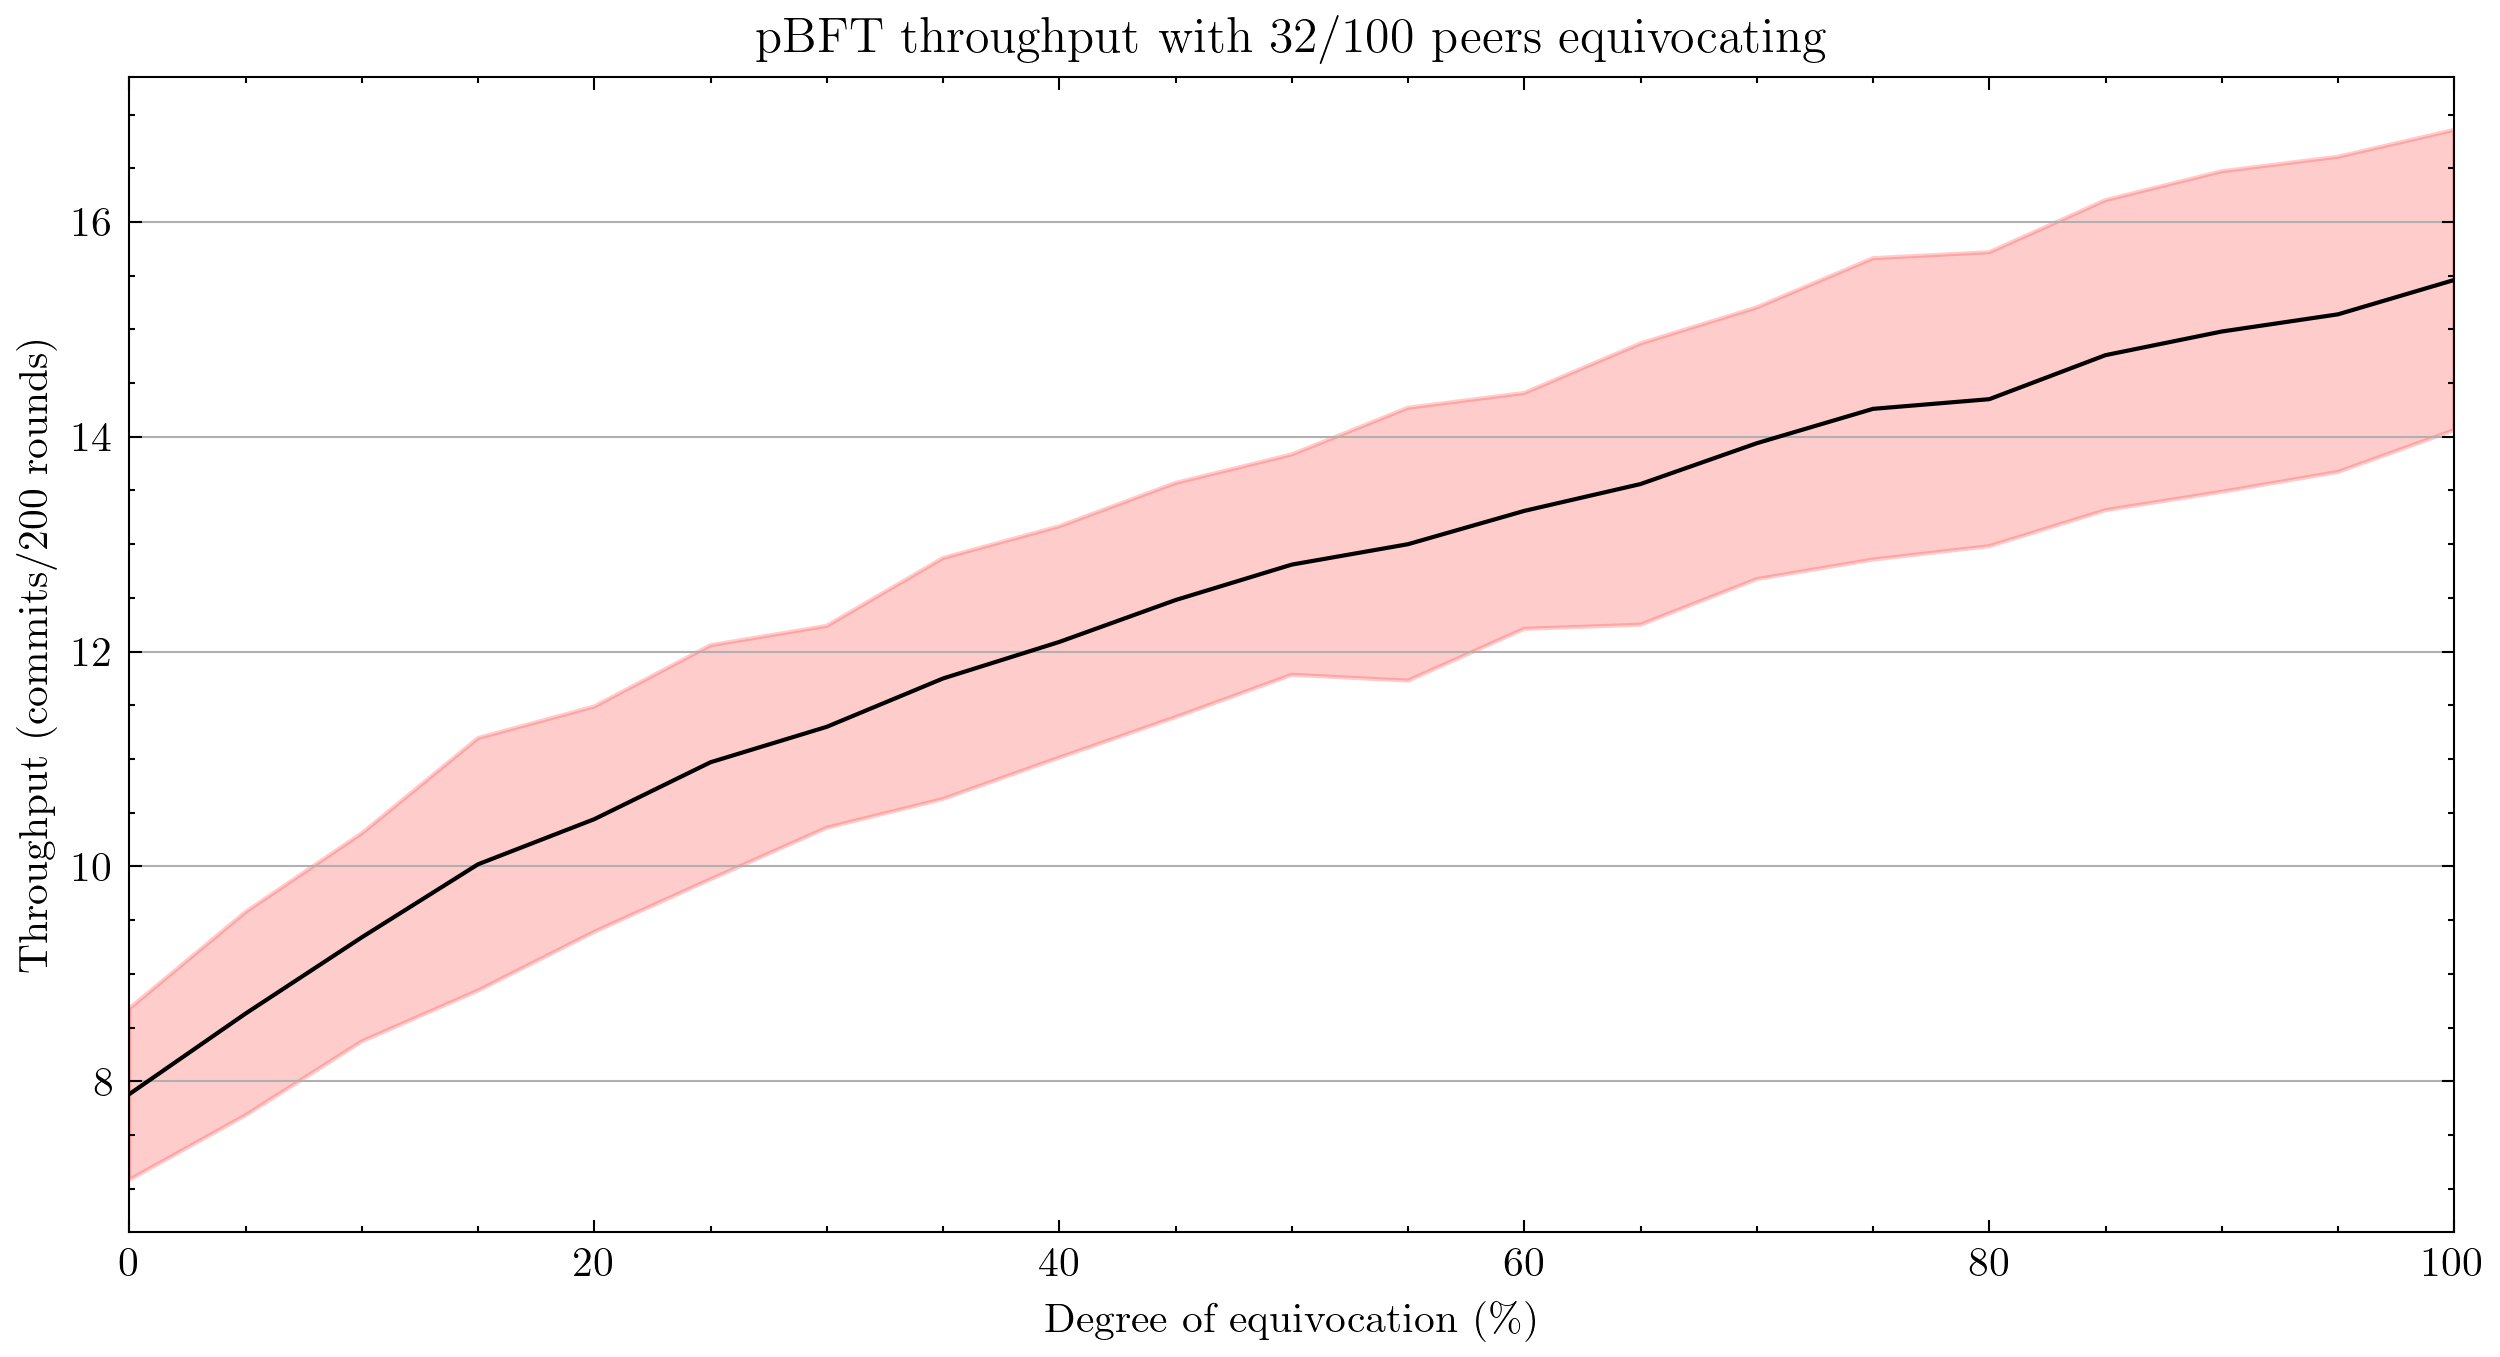 pBFT throughput with 32/100 peers equivocating
Throughput (commits/200 rounds)
16
14
12
10
8
0 20 40 60 80 100
Degree of equivocation (%)